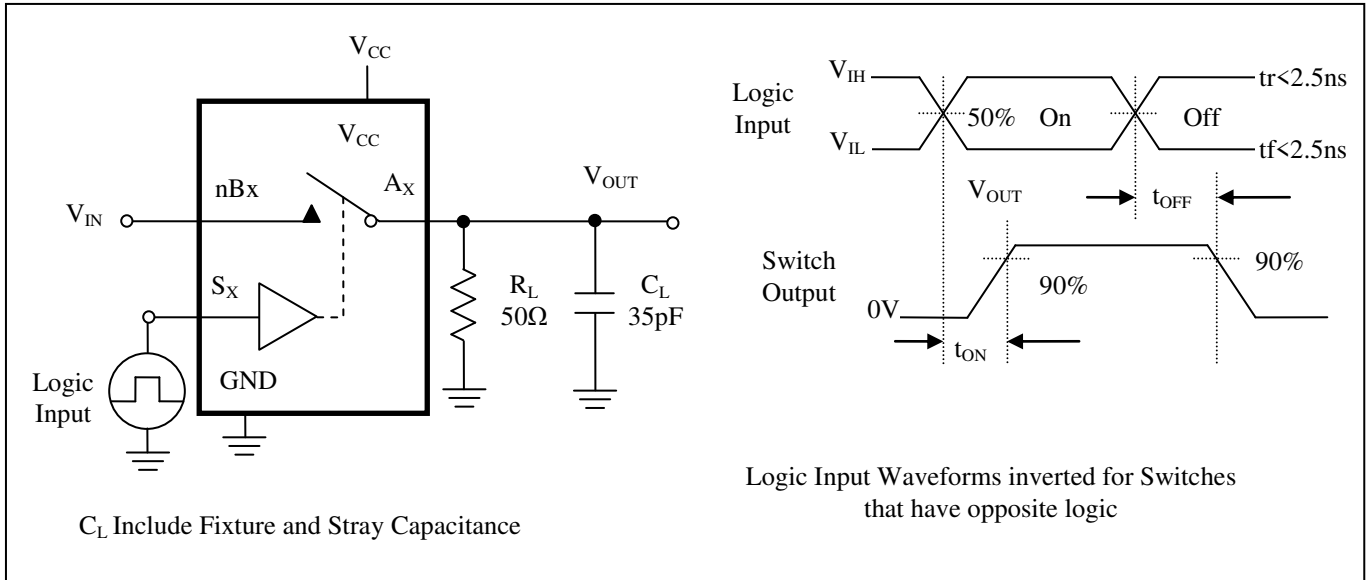 V_CC
V_CC
nBx
A_X
V_OUT
V_IN
S_X
R_L
50Ω
C_L
35pF
GND
Logic
Input
C_L Include Fixture and Stray Capacitance
Logic
Input
V_IH
V_IL
50%
On
Off
tr<2.5ns
tf<2.5ns
V_OUT
t_OFF
Switch
Output
90%
90%
0V
t_ON
Logic Input Waveforms inverted for Switches
that have opposite logic